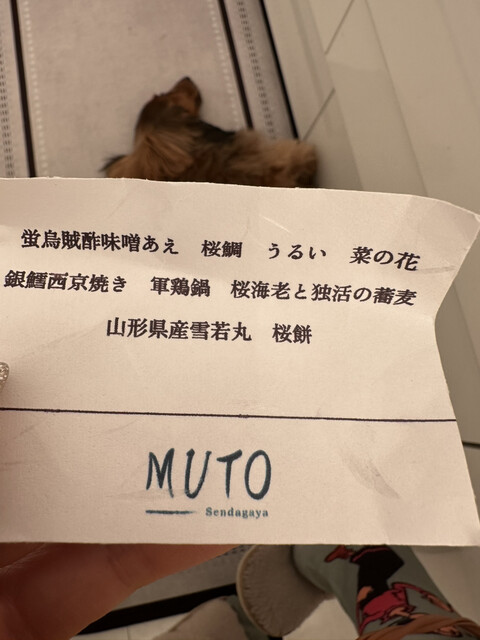 蛍烏賊酢味噌あえ 桜鯛 うるい 菜の花
銀鱈西京焼き 軍鶏鍋 桜海老と独活の蕎麦
山形県産雪若丸 桜餅
MUTO
Sendagaya